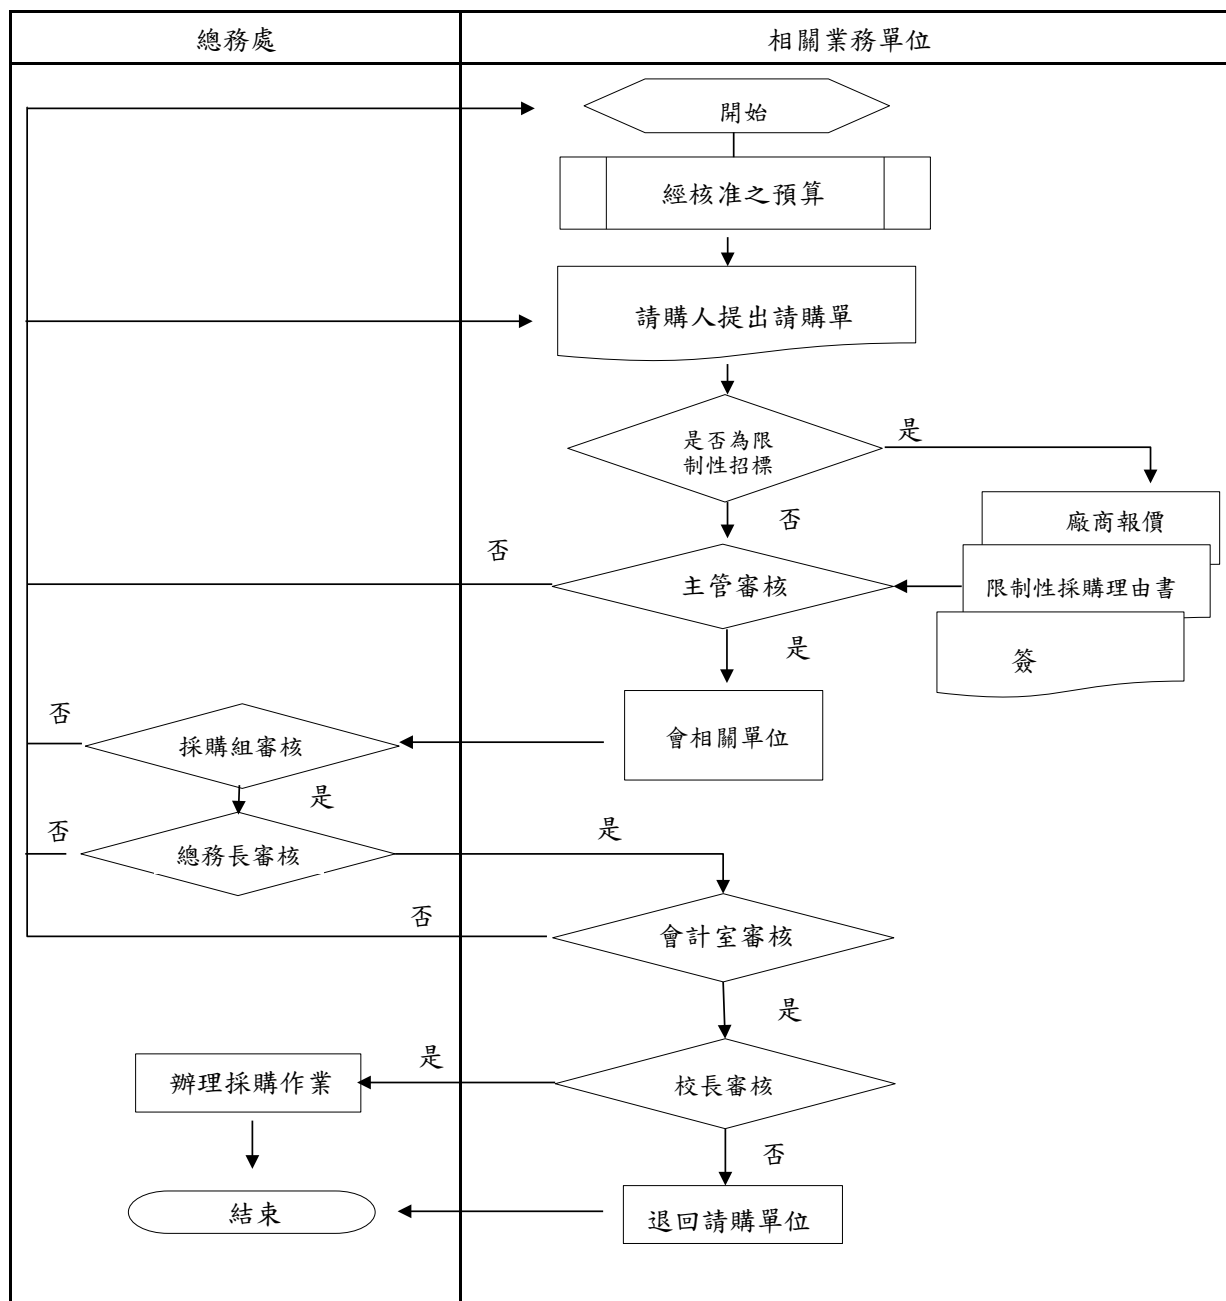 總務處
相關業務單位
開始
經核准之預算
請購人提出請購單
是否為限
制性招標
是
否
廠商報價
限制性採購理由書
簽
主管審核
否
是
會相關單位
採購組審核
否
是
總務長審核
否
是
會計室審核
否
是
校長審核
是
否
辦理採購作業
退回請購單位
結束